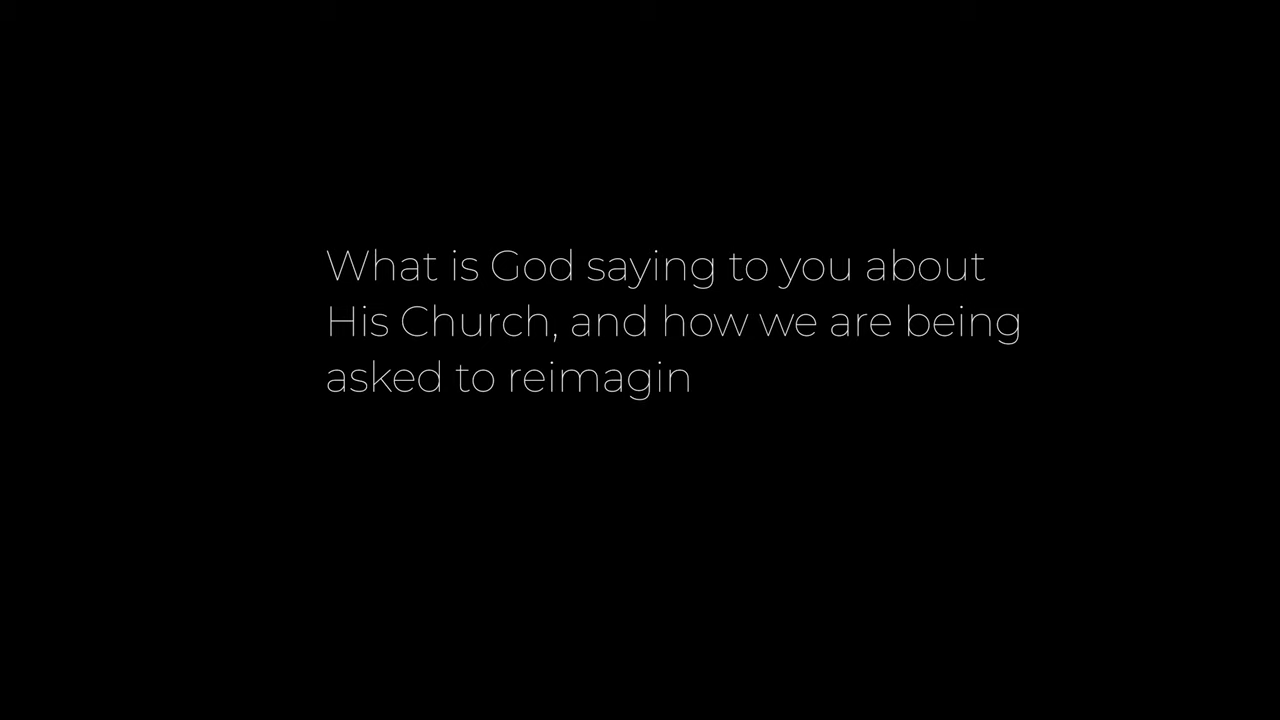 What is God saying to you about
His Church, and how we are being
asked to reimagin